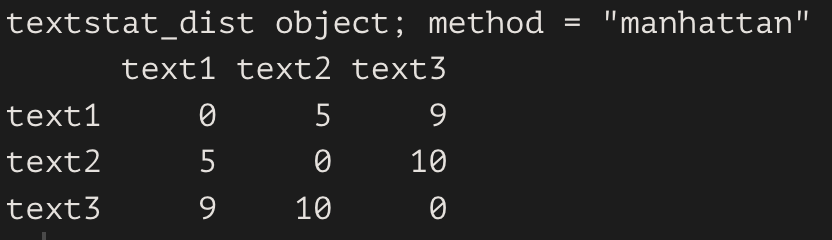 textstat_dist object; method = "manhattan"
text1 text2 text3
text1 0 5 9
text2 5 0 10
text3 9 10 0